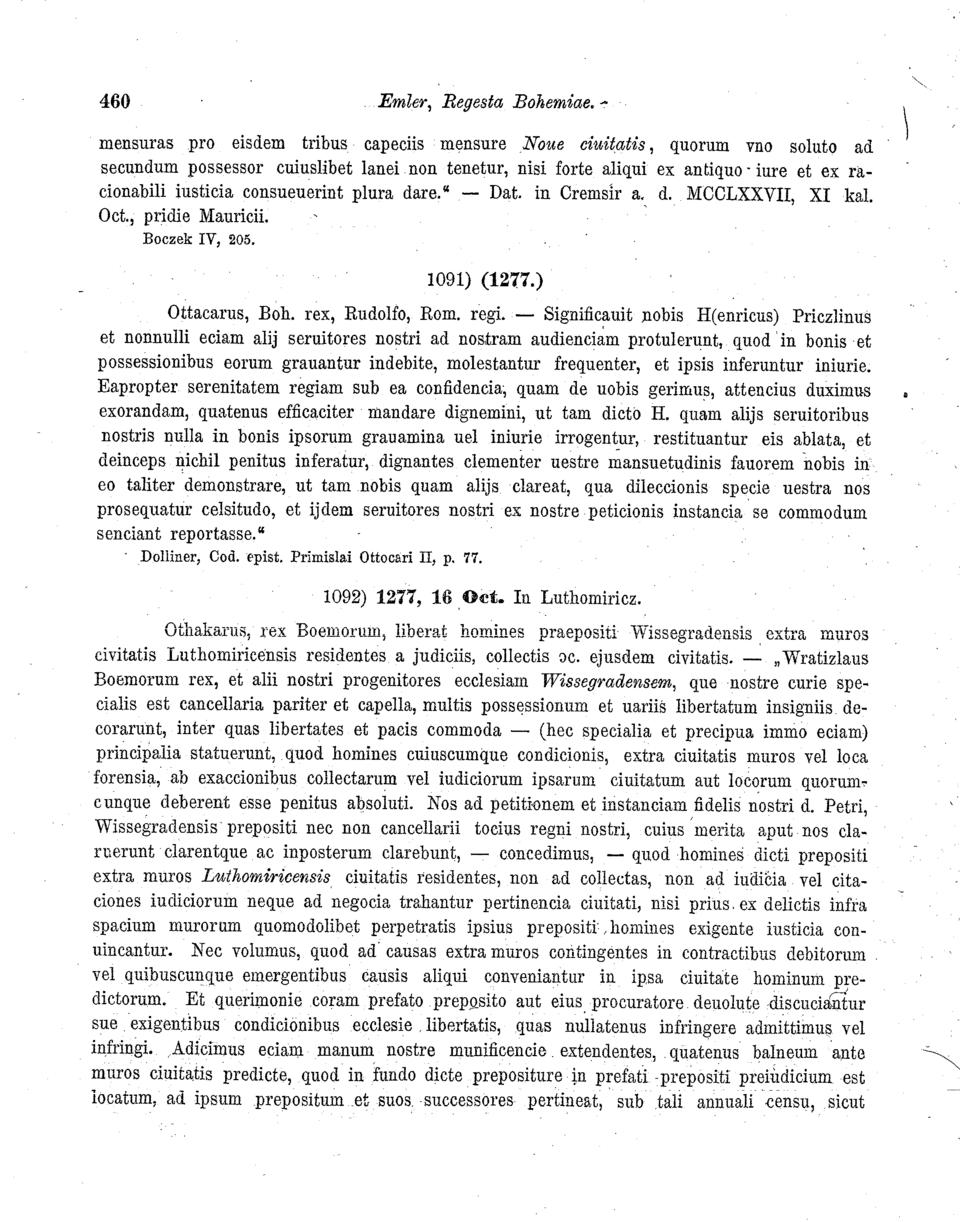 460 Emler, Regesta Bohemiae.
mensuras pro eisdem tribus capeciis mensure Noue ciuitatis, quorum vno soluto ad
secundum possessor cuiuslibet lanei non tenetur, nisi forte aliqui ex antiquo iure et ex ra-
cionabili iusticia consueuerint plura dare.“ — Dat. in Cremsir a. d. MCCLXXVII, XI kal.
Oct., pridie Mauricii.
Boczek IV, 205.
1091) (1277.)
Ottacarus, Boh. rex, Rudolfo, Rom. regi. — Significauit nobis H(enricus) Priczlinus
et nonnulli eciam alij seruitores nostri ad nostram audienciam protulerunt, quod in bonis et
possessionibus eorum grauantur indebite, molestantur frequenter, et ipsis inferuntur iniurie.
Eapropter serenitatem regiam sub ea confidencia, quam de uobis gerimus, attencius duximus
exorandam, quatenus efficaciter mandare dignemini, ut tam dicto H. quam alijs seruitoribus
nostris nulla in bonis ipsorum grauamina uel iniurie irrogentur, restituantur eis ablata, et
deinceps nichil penitus inferatur, dignantes clementer uestre mansuetudinis fauorem nobis in
eo taliter demonstrare, ut tam nobis quam alijs clareat, qua dileccionis specie uestra nos
prosequatur celsitudo, et ijdem seruitores nostri ex nostre peticionis instancia se commodum
senciant reportasse.“
Dolliner, Cod. epist. Primislai Ottocari II, p. 77.
1092) 1277, 16 Oct. In Luthomiricz.
Othakarus, rex Boemorum, liberat homines praepositi Wissegradensis extra muros
civitatis Luthomiricensis residentes a judiciis, collectis ɔc. ejusdem civitatis. — „Wratizlaus
Boemorum rex, et alii nostri progenitores ecclesiam Wissegradensem, que nostre curie spe-
cialis est cancellaria pariter et capella, multis possessionum et uariis libertatum insigniis de-
corarunt, inter quas libertates et pacis commoda — (hec specialia et precipua immo eciam)
principalia statuerunt, quod homines cuiuscumque condicionis, extra ciuitatis muros vel loca
forensia, ab exaccionibus collectarum vel iudiciorum ipsarum ciuitatum aut locorum quorum-
cunque deberent esse penitus absoluti. Nos ad petitionem et instanciam fidelis nostri d. Petri,
Wissegradensis prepositi nec non cancellarii tocius regni nostri, cuius merita aput nos cla-
ruerunt clarentque ac inposterum clarebunt, — concedimus, — quod homines dicti prepositi
extra muros Luthomiricensis ciuitatis residentes, non ad collectas, non ad iudicia vel cita-
ciones iudiciorum neque ad negocia trahantur pertinencia ciuitati, nisi prius ex delictis infra
spacium murorum quomodolibet perpetratis ipsius prepositi homines exigente iusticia con-
uincantur. Nec volumus, quod ad causas extra muros contingentes in contractibus debitorum
vel quibuscunque emergentibus causis aliqui conveniantur in ipsa ciuitate hominum pre-
dictorum. Et querimonie coram prefato preposito aut eius procuratore deuolute discuciantur
sue exigentibus condicionibus ecclesie libertatis, quas nullatenus infringere admittimus vel
infringi. Adicimus eciam manum nostre munificencie extendentes, quatenus balneum ante
muros ciuitatis predicte, quod in fundo dicte prepositure in prefati prepositi preiudicium est
locatum, ad ipsum prepositum et suos successores pertineat, sub tali annuali censu, sicut